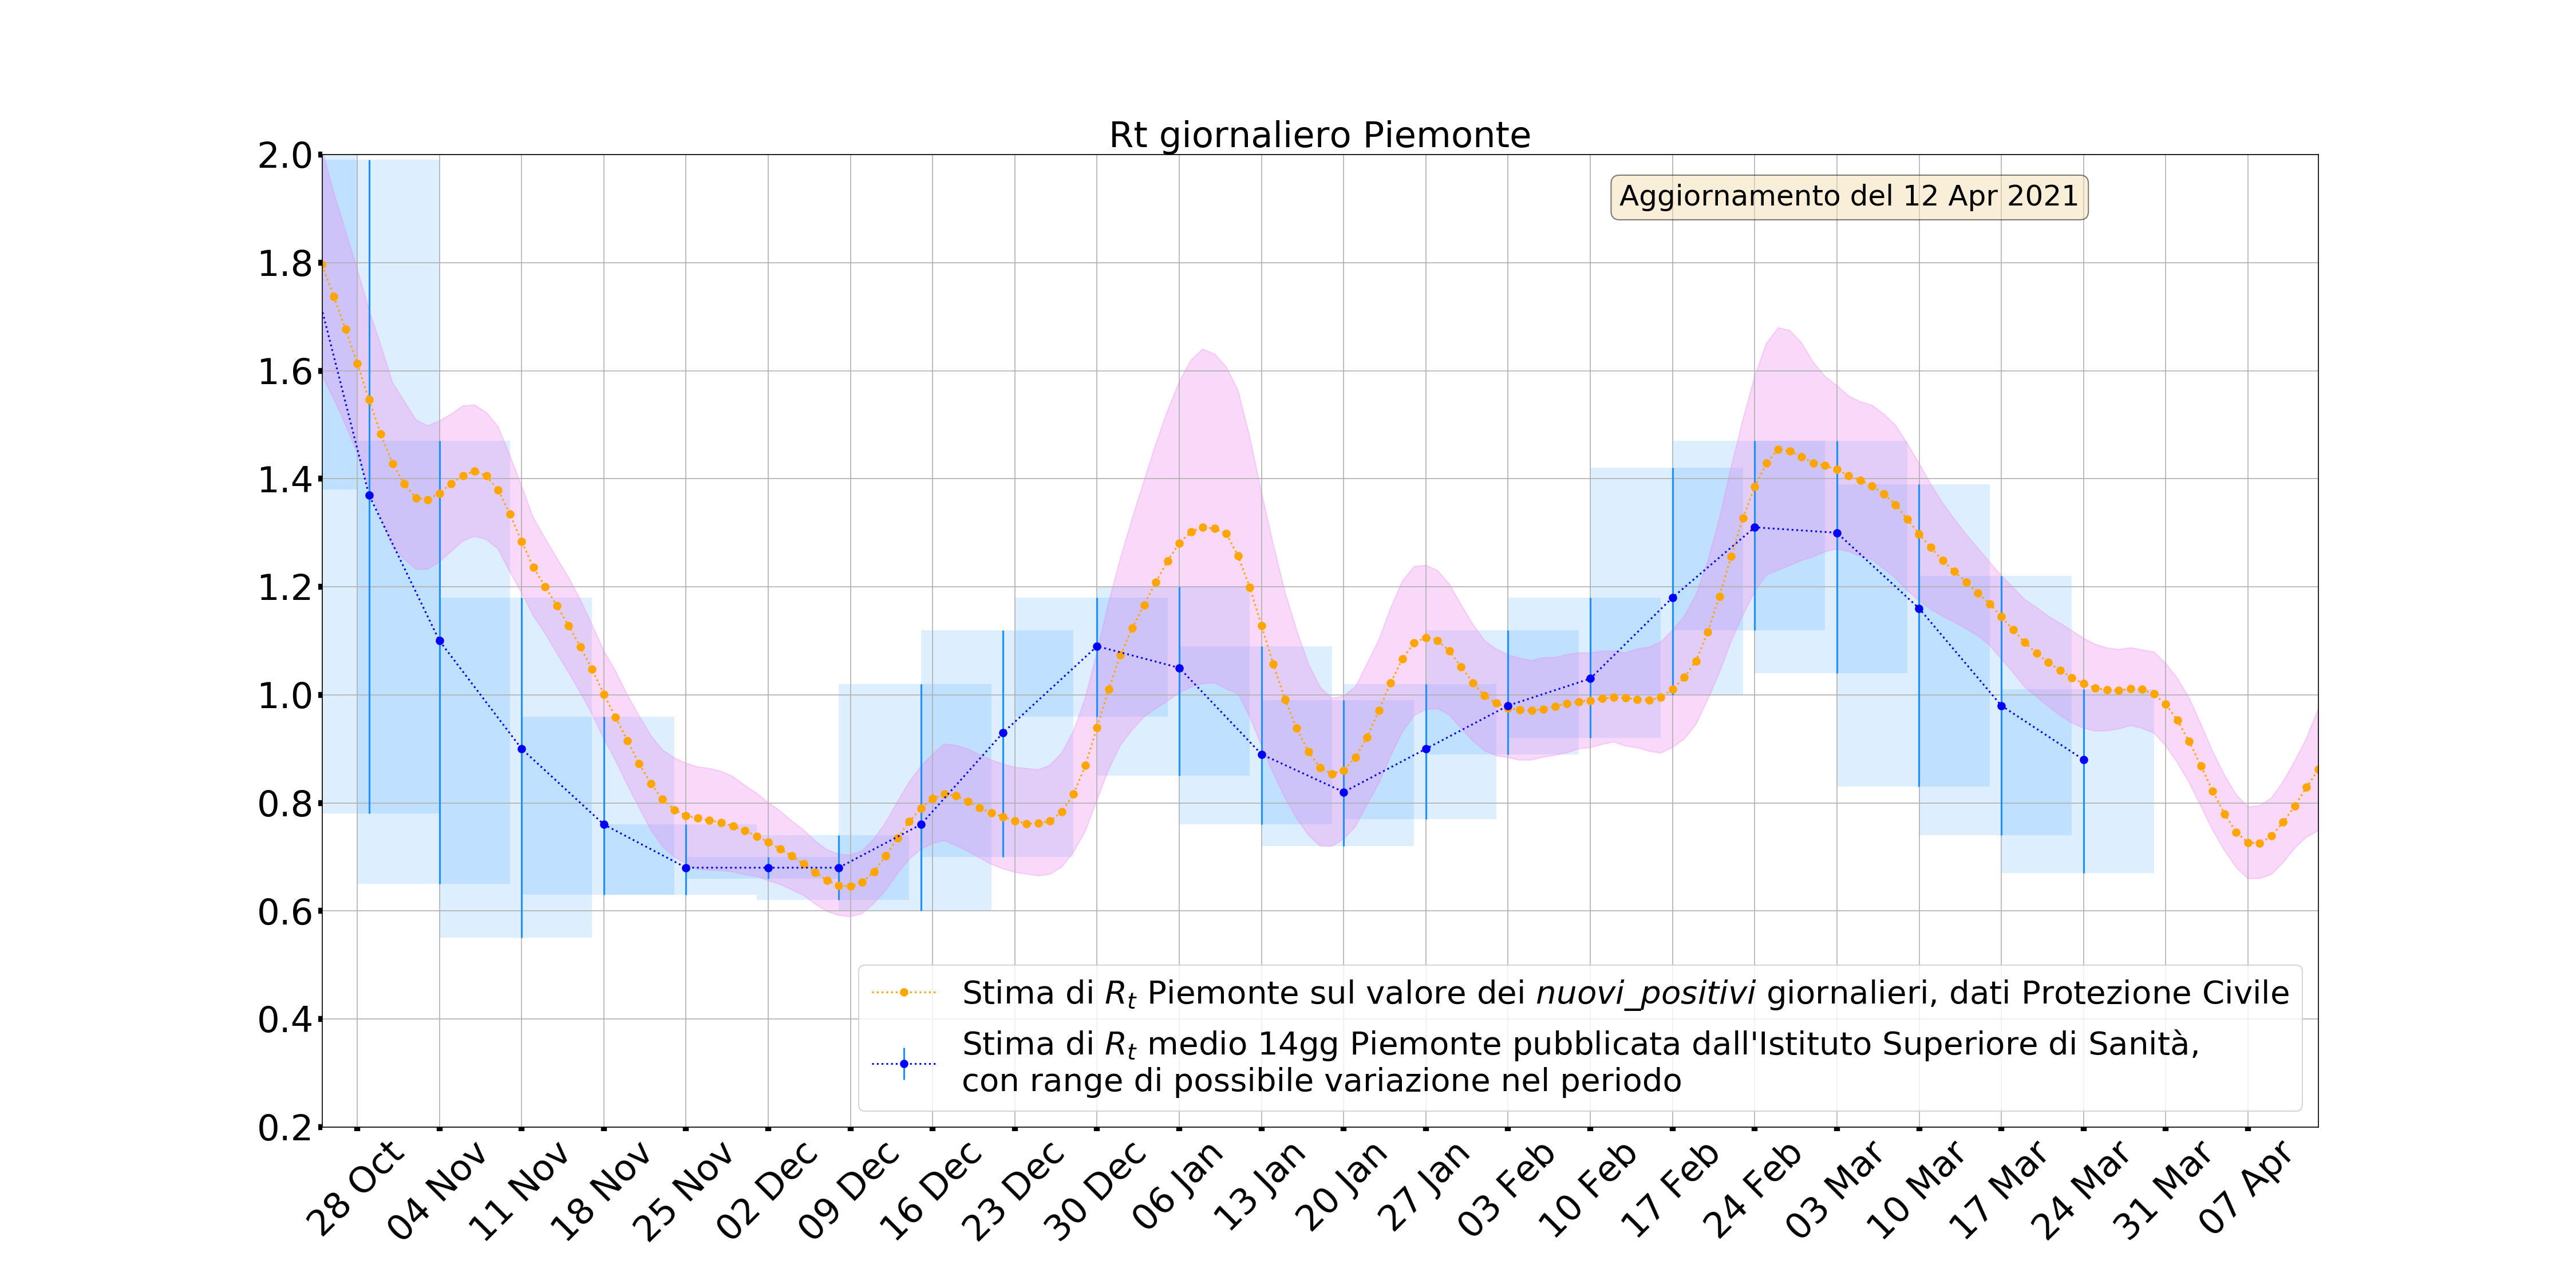 Rt giornaliero Piemonte
Aggiornamento del 12 Apr 2021
2.0
1.8
1.6
1.4
1.2
1.0
0.8
0.6
0.4
0.2
Stima di Rt Piemonte sul valore dei nuovi_positivi giornalieri, dati Protezione Civile
Stima di Rt medio 14gg Piemonte pubblicata dall'Istituto Superiore di Sanità,
con range di possibile variazione nel periodo
28 Oct
04 Nov
11 Nov
18 Nov
25 Nov
02 Dec
09 Dec
16 Dec
23 Dec
30 Dec
06 Jan
13 Jan
20 Jan
27 Jan
03 Feb
10 Feb
17 Feb
24 Feb
03 Mar
10 Mar
17 Mar
24 Mar
31 Mar
07 Apr